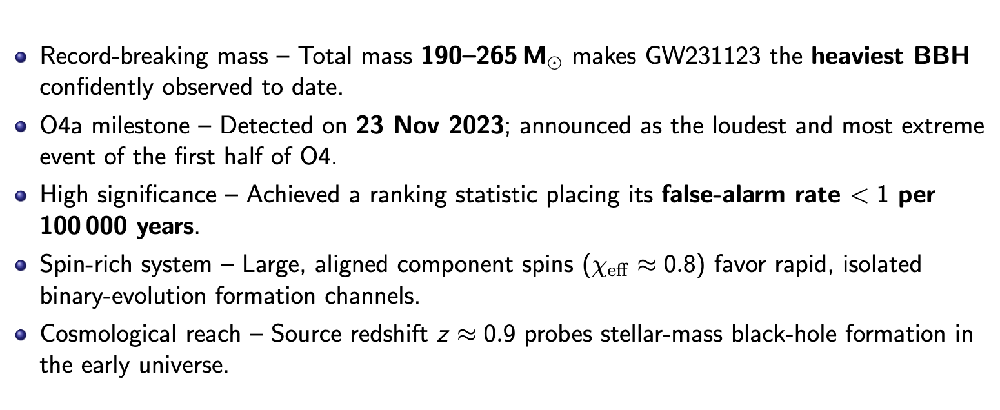 • Record-breaking mass – Total mass 190–265 M⊙ makes GW231123 the heaviest BBH
confidently observed to date.
• O4a milestone – Detected on 23 Nov 2023; announced as the loudest and most extreme
event of the first half of O4.
• High significance – Achieved a ranking statistic placing its false-alarm rate < 1 per
100 000 years.
• Spin-rich system – Large, aligned component spins (χeff ≈ 0.8) favor rapid, isolated
binary-evolution formation channels.
• Cosmological reach – Source redshift z ≈ 0.9 probes stellar-mass black-hole formation in
the early universe.